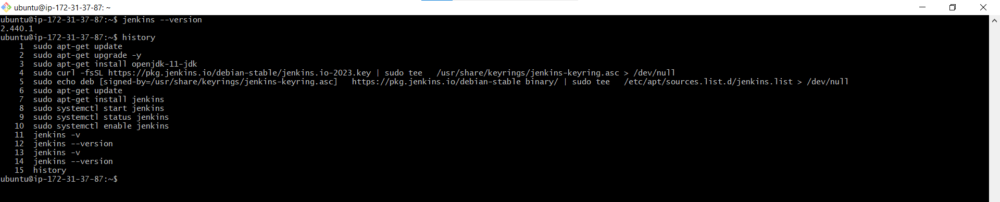 ubuntu@ip-172-31-37-87: ~
ubuntu@ip-172-31-37-87:~$ jenkins --version
2.440.1
ubuntu@ip-172-31-37-87:~$ history
    1  sudo apt-get update
    2  sudo apt-get upgrade -y
    3  sudo apt-get install openjdk-11-jdk
    4  sudo curl -fsSL https://pkg.jenkins.io/debian-stable/jenkins.io-2023.key | sudo tee   /usr/share/keyrings/jenkins-keyring.asc > /dev/null
    5  sudo echo deb [signed-by=/usr/share/keyrings/jenkins-keyring.asc]   https://pkg.jenkins.io/debian-stable binary/ | sudo tee   /etc/apt/sources.list.d/jenkins.list > /dev/null
    6  sudo apt-get update
    7  sudo apt-get install jenkins
    8  sudo systemctl start jenkins
    9  sudo systemctl status jenkins
   10  sudo systemctl enable jenkins
   11  jenkins -v
   12  jenkins --version
   13  jenkins -v
   14  jenkins --version
   15  history
ubuntu@ip-172-31-37-87:~$